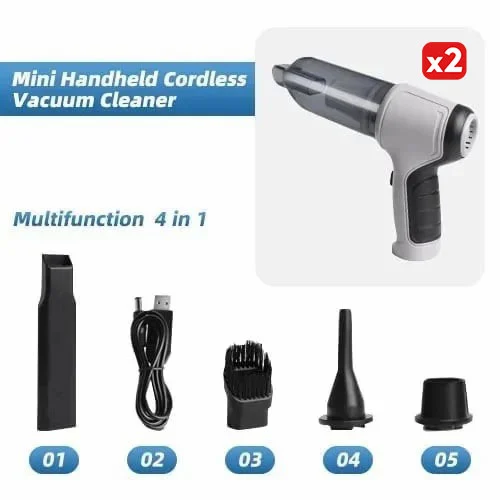 Mini Handheld Cordless
Vacuum Cleaner
x2
Multifunction 4 in 1
01
02
03
04
05